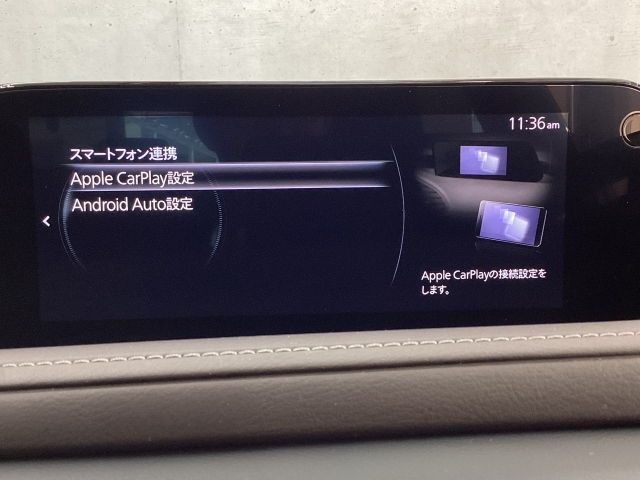 11:36am
スマートフォン連携
Apple CarPlay設定
Android Auto設定
Apple CarPlayの接続設定を
します。